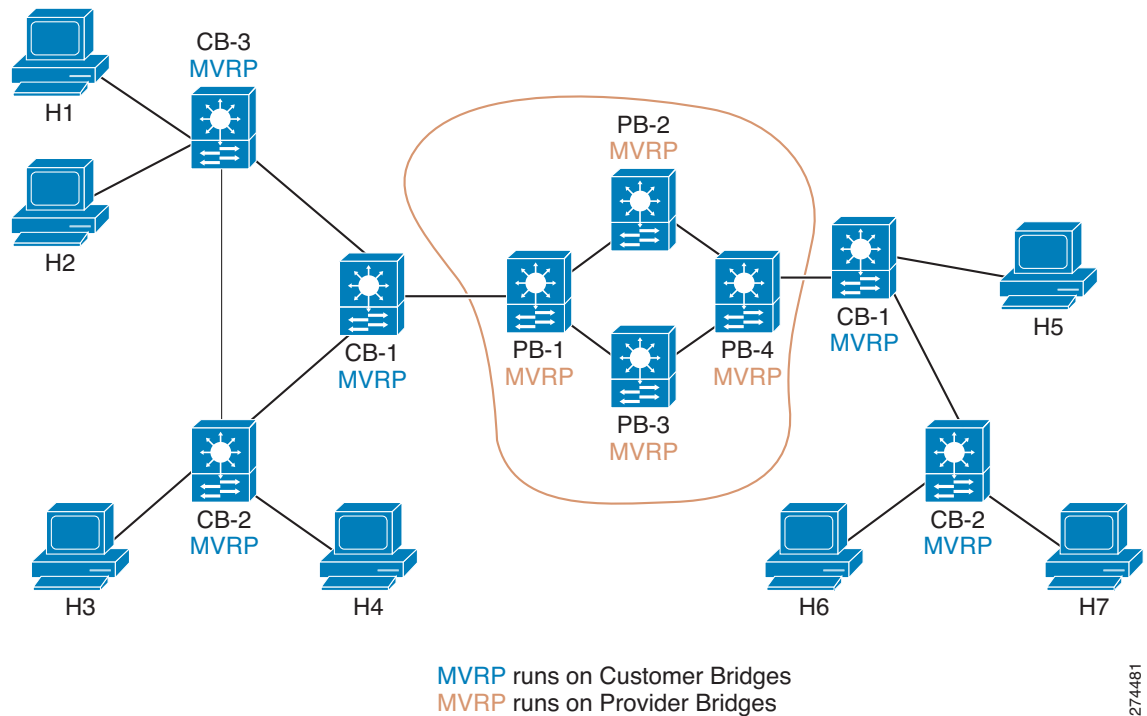 CB-3
MVRP
H1
H2
PB-2
MVRP
CB-1
MVRP
PB-1
MVRP
PB-3
MVRP
PB-4
MVRP
CB-1
MVRP
H5
CB-2
MVRP
H3
H4
CB-2
MVRP
H6
H7
MVRP runs on Customer Bridges
MVRP runs on Provider Bridges
274481